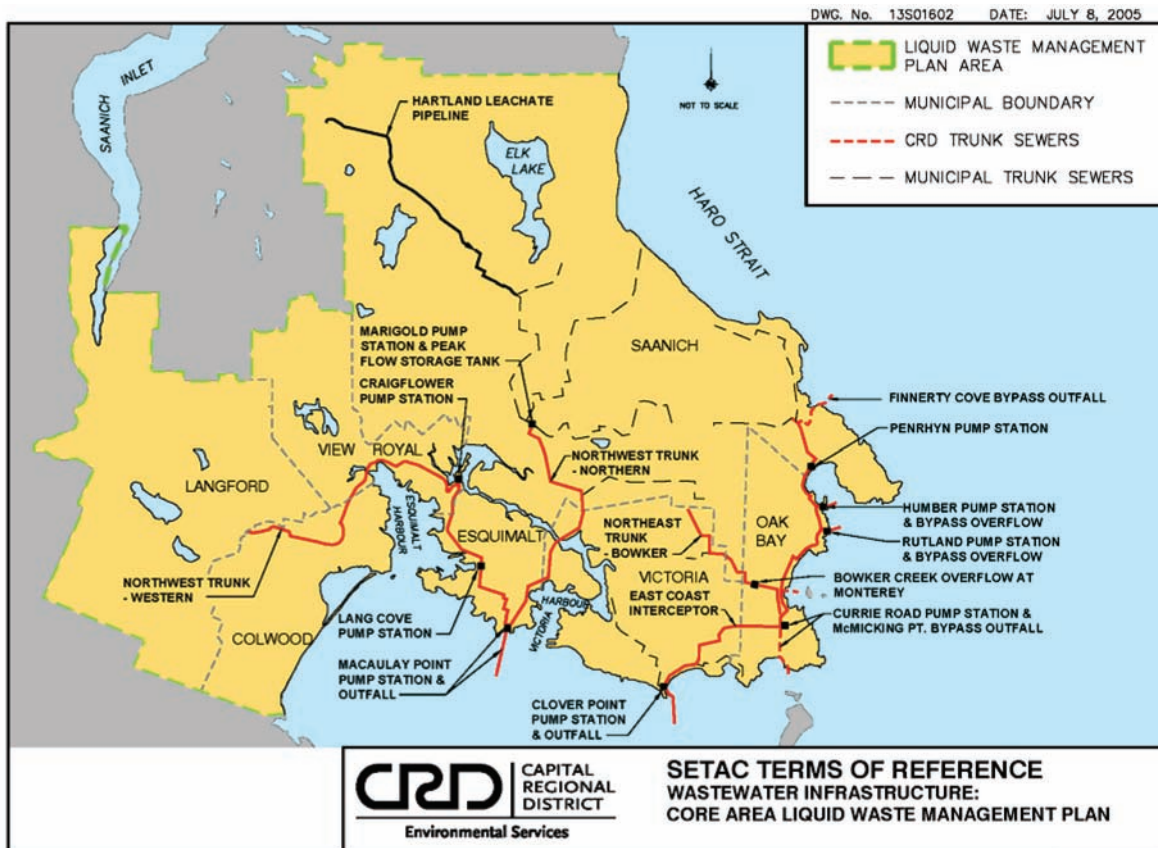 DWG. No. 13S01602 DATE: JULY 8, 2005
LIQUID WASTE MANAGEMENT
PLAN AREA
MUNICIPAL BOUNDARY
CRD TRUNK SEWERS
MUNICIPAL TRUNK SEWERS
NOT TO SCALE
SAANICH
INLET
HARTLAND LEACHATE
PIPELINE
ELK
LAKE
HARO STRAIT
MARIGOLD PUMP
STATION & PEAK
FLOW STORAGE TANK
CRAIGFLOWER
PUMP STATION
SAANICH
FINNERTY COVE BYPASS OUTFALL
PENRHYN PUMP STATION
VIEW ROYAL
NORTHWEST TRUNK
- NORTHERN
LANGFORD
ESQUIMALT
HARBOUR
ESQUIMALT
NORTHEAST
TRUNK
- BOWKER
OAK
BAY
HUMBER PUMP STATION
& BYPASS OVERFLOW
RUTLAND PUMP STATION
& BYPASS OVERFLOW
NORTHWEST TRUNK
- WESTERN
VICTORIA
EAST COAST
INTERCEPTOR
BOWKER CREEK OVERFLOW AT
MONTEREY
COLWOOD
LANG COVE
PUMP STATION
VICTORIA
HARBOUR
CURRIE ROAD PUMP STATION &
McMICKING PT. BYPASS OUTFALL
MACAULAY POINT
PUMP STATION &
OUTFALL
CLOVER POINT
PUMP STATION
& OUTFALL
CRD
CAPITAL
REGIONAL
DISTRICT
Environmental Services
SETAC TERMS OF REFERENCE
WASTEWATER INFRASTRUCTURE:
CORE AREA LIQUID WASTE MANAGEMENT PLAN